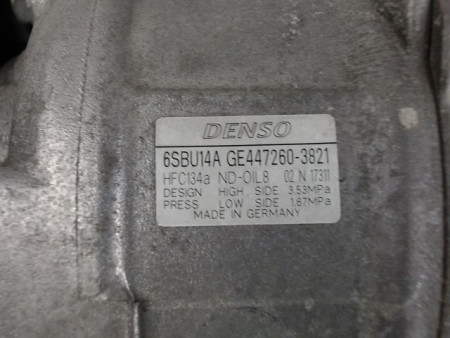 DENSO
6SBU14A GE447260-3821
HFC134a ND-OIL8 02 N 17311
DESIGN HIGH SIDE 3.53MPa
PRESS LOW SIDE 1.67MPa
MADE IN GERMANY